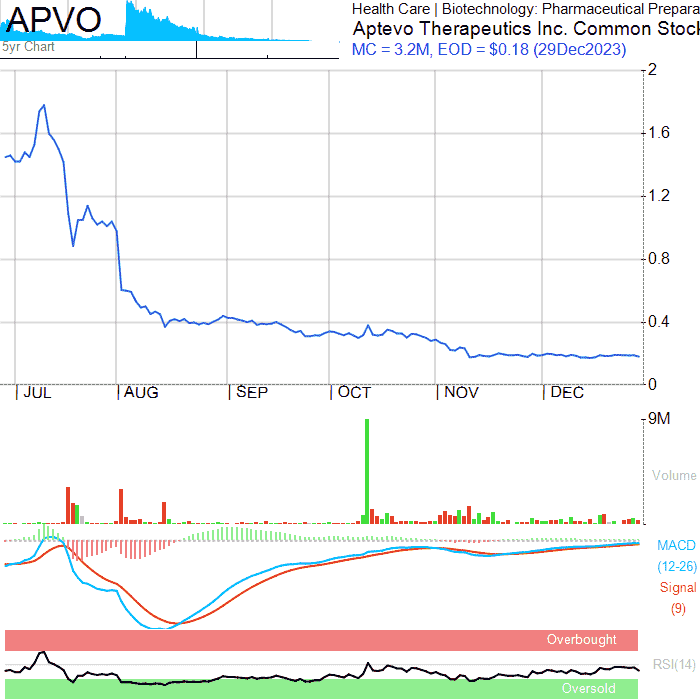 APVO
5yr Chart
Health Care | Biotechnology: Pharmaceutical Prepara
Aptevo Therapeutics Inc. Common Stock
MC = 3.2M, EOD = $0.18 (29Dec2023)
2
1.6
1.2
0.8
0.4
0
JUL AUG SEP OCT NOV DEC
9M
Volume
MACD
(12-26)
Signal
(9)
Overbought
RSI(14)
Oversold